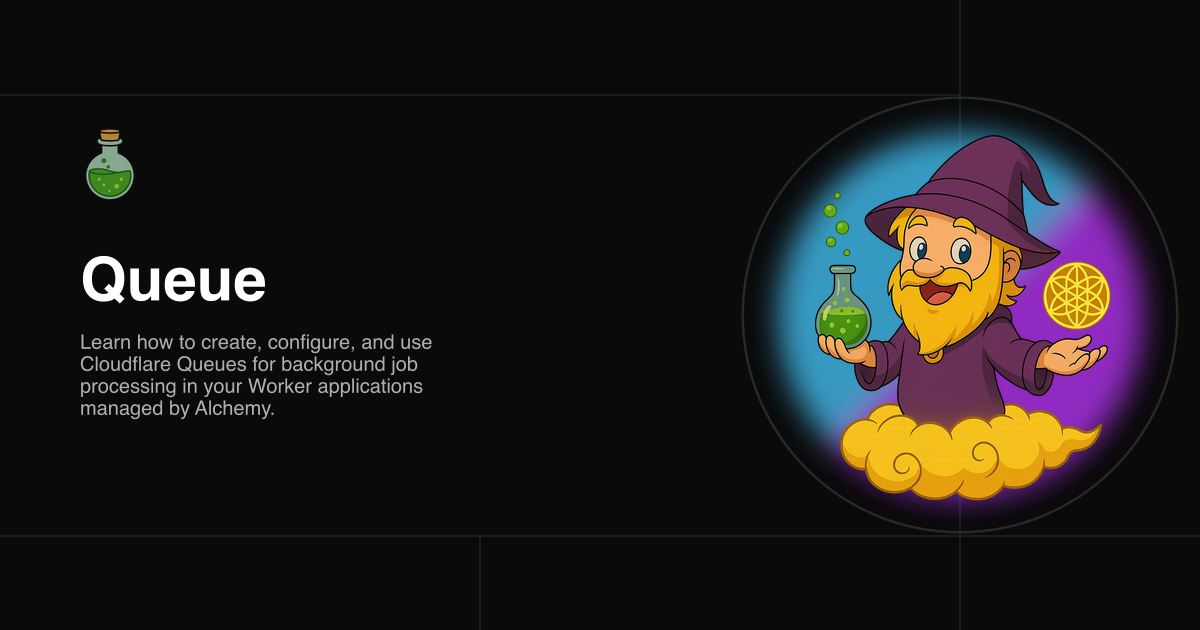 Queue
Learn how to create, configure, and use
Cloudflare Queues for background job
processing in your Worker applications
managed by Alchemy.